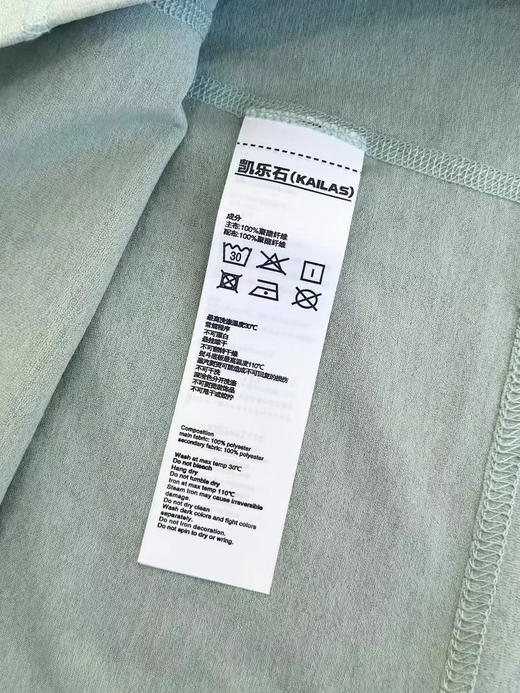 凯乐石(KAILAS)
成分
主布:100%聚酯纤维
配布:100%聚酯纤维
30
最高洗涤温度30℃
常规程序
不可漂白
悬挂晾干
不可翻转干燥
熨斗底板最高温度110℃
蒸汽熨烫可能造成不可回复的损伤
不可干洗
深浅色分开洗涤
不可熨烫装饰品
不可甩干或拧
Composition
main fabric: 100% polyester
secondary fabric: 100% polyester
Wash at max temp 30℃
Do not bleach
Hang dry
Do not tumble dry
Iron at max temp 110℃
Steam iron may cause irreversible
damage.
Do not dry clean
Wash dark colors and fight colors
separately.
Do not tron decoration.
Do not apin to dry or wring.